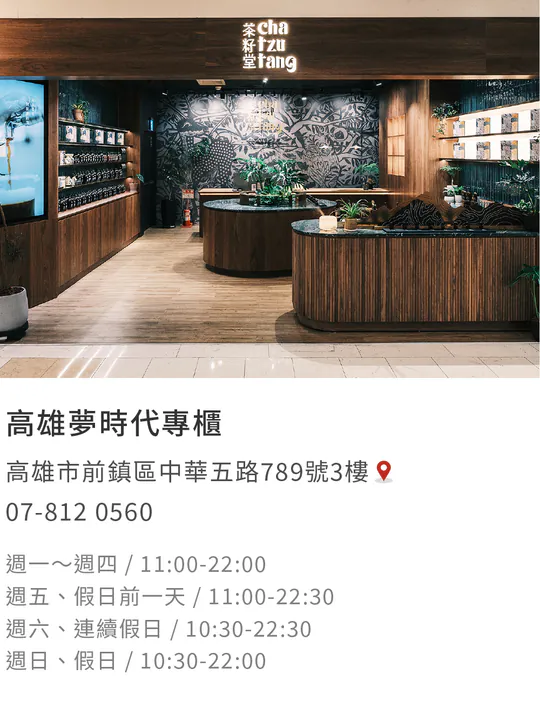 茶籽堂
cha
tzu
tang
高雄夢時代專櫃
高雄市前鎮區中華五路789號3樓
07-812 0560
週一～週四 / 11:00-22:00
週五、假日前一天 / 11:00-22:30
週六、連續假日 / 10:30-22:30
週日、假日 / 10:30-22:00